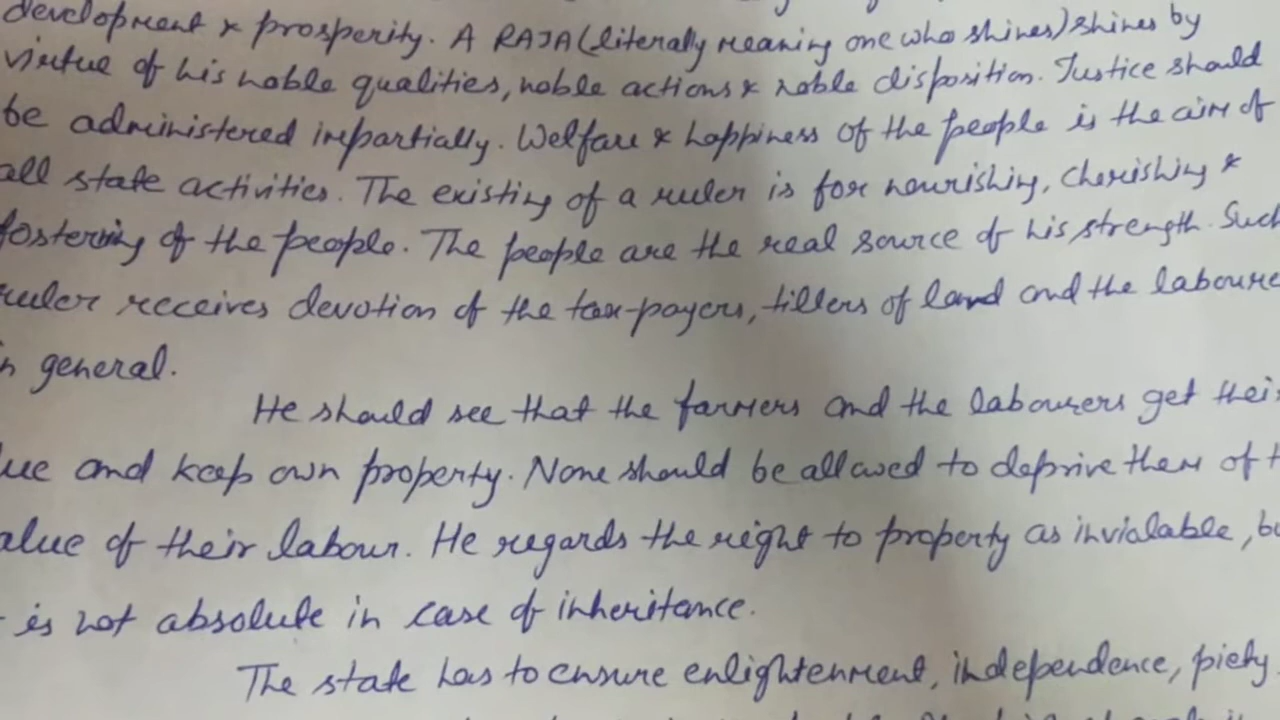 development & prosperity. A RAJA (literally meaning one who shines) shines by
virtue of his noble qualities, noble actions & noble disposition. Justice should
be administered impartially. Welfare & happiness of the people is the aim of
all state activities. The existing of a ruler is for nourishing, cherishing &
fostering of the people. The people are the real source of his strength. Such
ruler receives devotion of the tax-payers, tillers of land and the laboure
n general.
He should see that the farmers and the labourers get their
ue and keep own property. None should be allowed to deprive them of t
alue of their labour. He regards the right to property as invialable, bu
is not absolute in case of inheritance.
The state has to ensure enlightenment, independence, piety